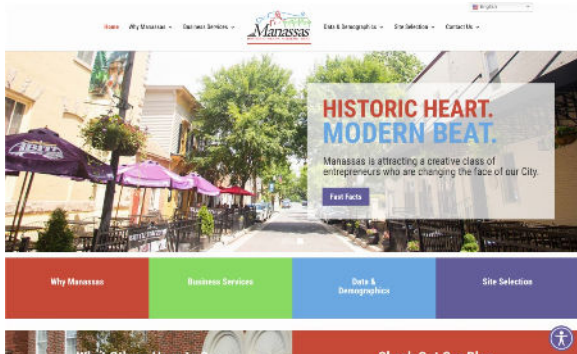 English
Home
Why Manassas
Business Services
Manassas
Data & Demographics
Site Selection
Contact Us
HISTORIC HEART.
MODERN BEAT.
Manassas is attracting a creative class of
entrepreneurs who are changing the face of our City.
Fast Facts
Why Manassas
Business Services
Data &
Demographics
Site Selection